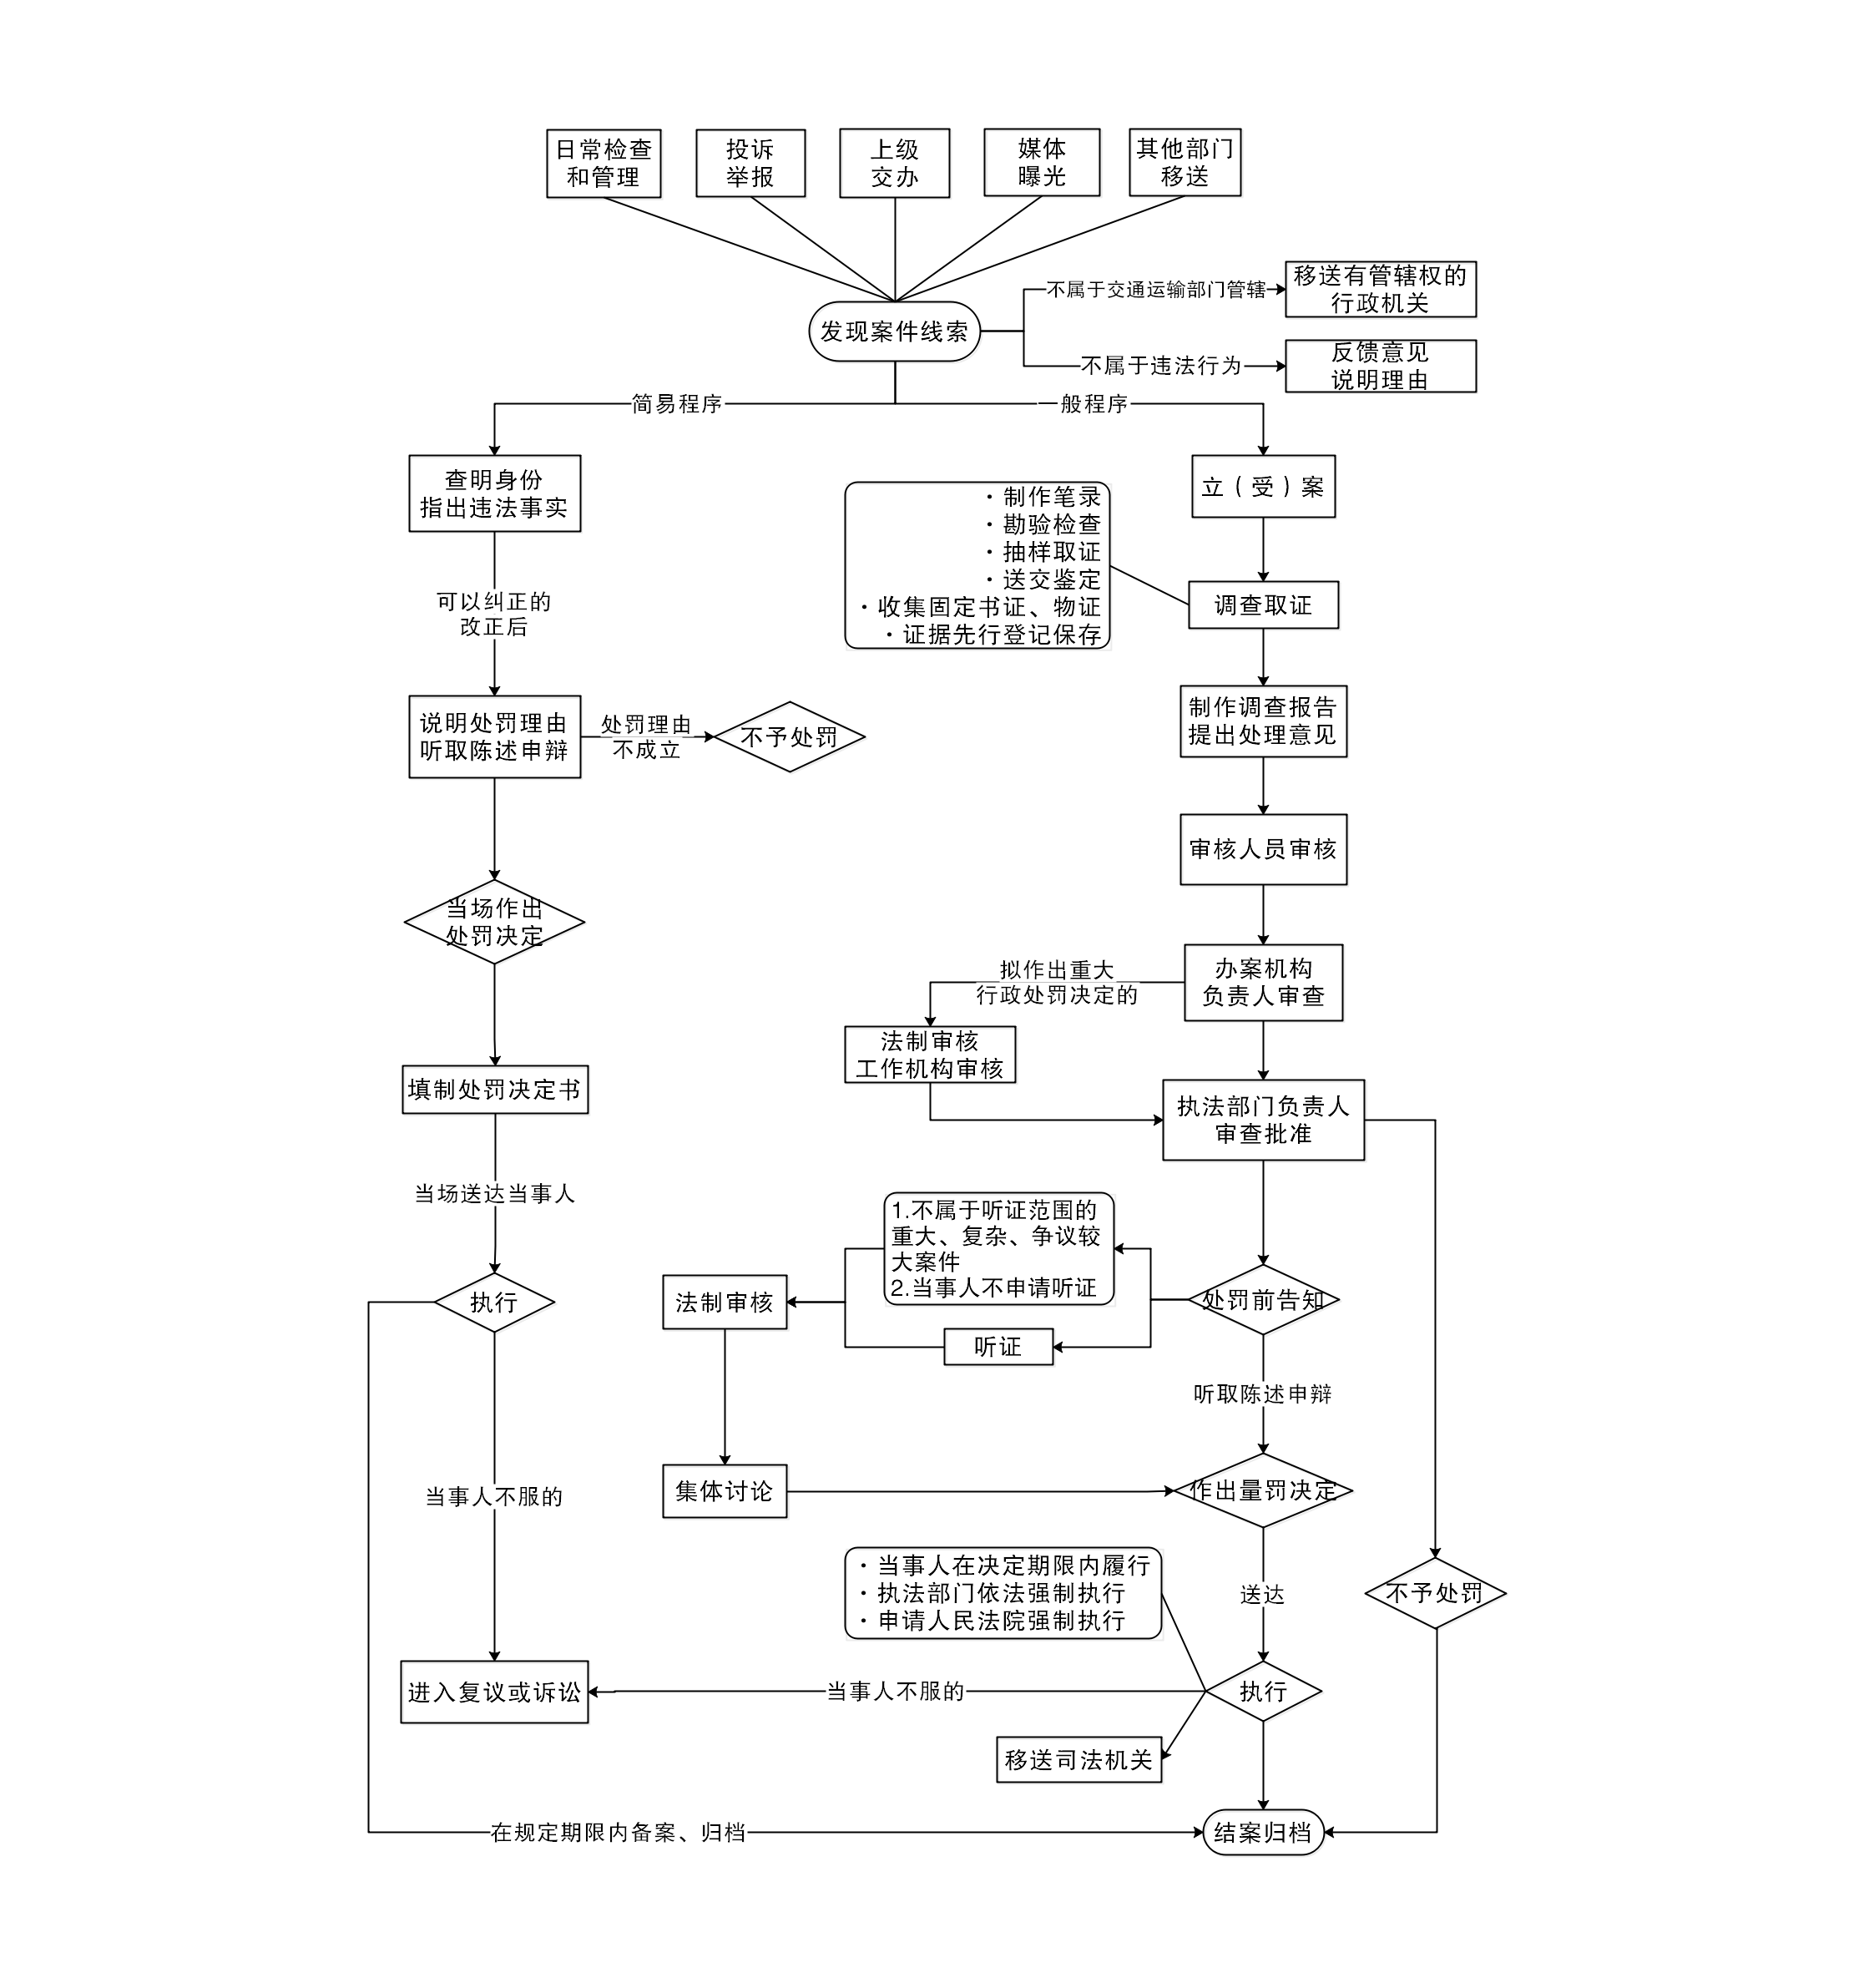 日常检查
和管理
投诉
举报
上级
交办
媒体
曝光
其他部门
移送
不属于交通运输部门管辖
移送有管辖权的
行政机关
发现案件线索
不属于违法行为
反馈意见
说明理由
简易程序
一般程序
查明身份
指出违法事实
可以纠正的
改正后
说明处罚理由
听取陈述申辩
处罚理由
不成立
不予处罚
当场作出
处罚决定
填制处罚决定书
当场送达当事人
执行
当事人不服的
进入复议或诉讼
在规定期限内备案、归档
立（受）案
·制作笔录
·勘验检查
·抽样取证
·送交鉴定
·收集固定书证、物证
·证据先行登记保存
调查取证
制作调查报告
提出处理意见
审核人员审核
办案机构
负责人审查
拟作出重大
行政处罚决定的
法制审核
工作机构审核
执法部门负责人
审查批准
1.不属于听证范围的
重大、复杂、争议较
大案件
2.当事人不申请听证
处罚前告知
法制审核
听证
听取陈述申辩
集体讨论
作出量罚决定
·当事人在决定期限内履行
·执法部门依法强制执行
·申请人民法院强制执行
送达
不予处罚
当事人不服的
执行
移送司法机关
结案归档